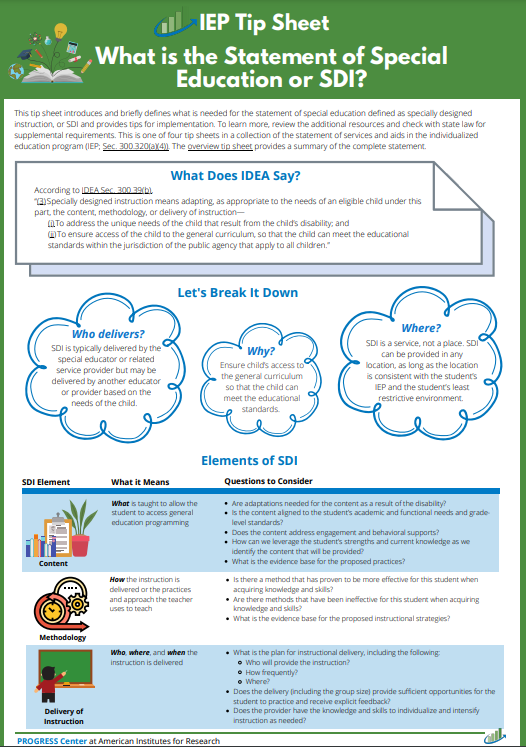 IEP Tip Sheet
What is the Statement of Special
Education or SDI?
This tip sheet introduces and briefly defines what is needed for the statement of special education defined as specially designed
instruction, or SDI and provides tips for implementation. To learn more, review the additional resources and check with state law for
supplemental requirements. This is one of four tip sheets in a collection of the statement of services and aids in the individualized
education program (IEP; Sec. 300.320(a)(4)). The overview tip sheet provides a summary of the complete statement.
What Does IDEA Say?
According to IDEA Sec. 300.39(b),
"(3)Specially designed instruction means adapting, as appropriate to the needs of an eligible child under this
part, the content, methodology, or delivery of instruction—
(i)To address the unique needs of the child that result from the child's disability; and
(ii)To ensure access of the child to the general curriculum, so that the child can meet the educational
standards within the jurisdiction of the public agency that apply to all children."
Let's Break It Down
Who delivers?
SDI is typically delivered by the
special educator or related
service provider but may be
delivered by another educator
or provider based on the
needs of the child.
Why?
Ensure child's access to
the general curriculum
so that the child can
meet the educational
standards.
Where?
SDI is a service, not a place. SDI
can be provided in any
location, as long as the location
is consistent with the student's
IEP and the student's least
restrictive environment.
Elements of SDI
SDI Element What it Means Questions to Consider
Content
What is taught to allow the
student to access general
education programming
• Are adaptations needed for the content as a result of the disability?
• Is the content aligned to the student's academic and functional needs and grade-
level standards?
• Does the content address engagement and behavioral supports?
• How can we leverage the student's strengths and current knowledge as we
identify the content that will be provided?
• What is the evidence base for the proposed practices?
Methodology
How the instruction is
delivered or the practices
and approach the teacher
uses to teach
• Is there a method that has proven to be more effective for this student when
acquiring knowledge and skills?
• Are there methods that have been ineffective for this student when acquiring
knowledge and skills?
• What is the evidence base for the proposed instructional strategies?
Delivery of
Instruction
Who, where, and when the
instruction is delivered
• What is the plan for instructional delivery, including the following:
Who will provide the instruction?
How frequently?
Where?
• Does the delivery (including the group size) provide sufficient opportunities for the
student to practice and receive explicit feedback?
• Does the provider have the knowledge and skills to individualize and intensify
instruction as needed?
PROGRESS Center at American Institutes for Research